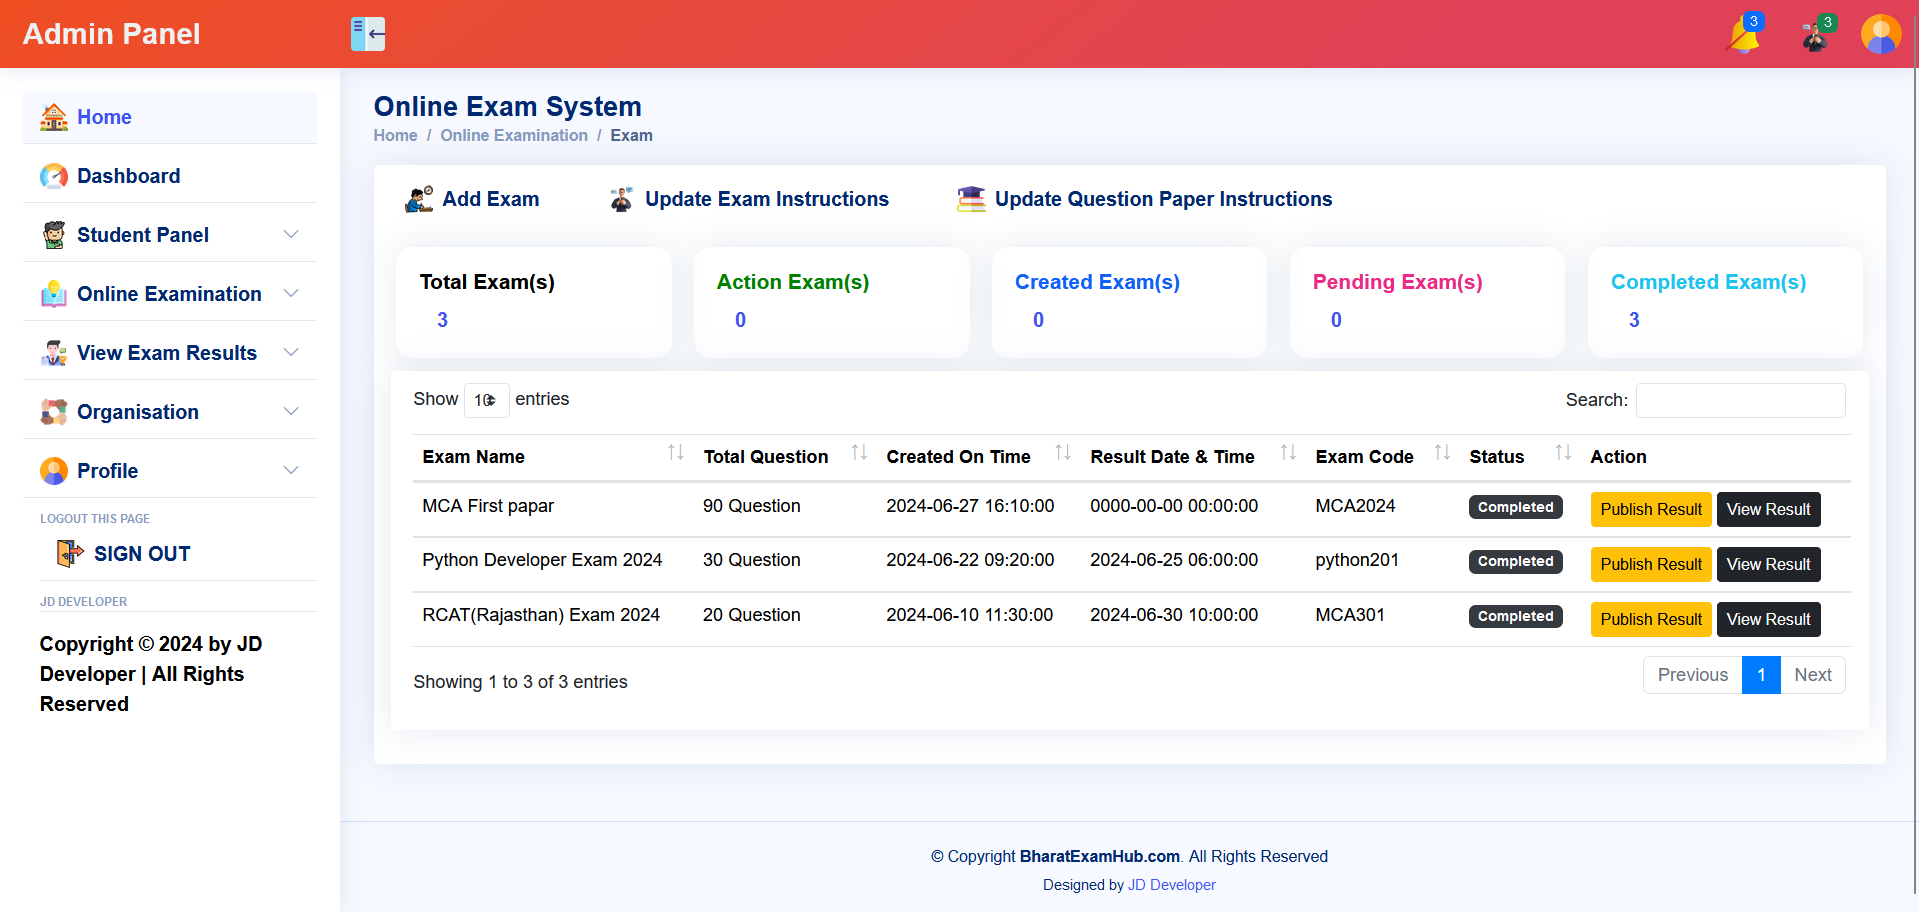 Admin Panel
3
3
Home
Dashboard
Student Panel
Online Examination
View Exam Results
Organisation
Profile
LOGOUT THIS PAGE
SIGN OUT
JD DEVELOPER
Copyright © 2024 by JD
Developer | All Rights
Reserved
Online Exam System
Home / Online Examination / Exam
Add Exam Update Exam Instructions Update Question Paper Instructions
Total Exam(s) Action Exam(s) Created Exam(s) Pending Exam(s) Completed Exam(s)
3 0 0 0 3
Show 10 entries Search:
Exam Name Total Question Created On Time Result Date & Time Exam Code Status Action
MCA First papar 90 Question 2024-06-27 16:10:00 0000-00-00 00:00:00 MCA2024 Completed Publish Result View Result
Python Developer Exam 2024 30 Question 2024-06-22 09:20:00 2024-06-25 06:00:00 python201 Completed Publish Result View Result
RCAT(Rajasthan) Exam 2024 20 Question 2024-06-10 11:30:00 2024-06-30 10:00:00 MCA301 Completed Publish Result View Result
Showing 1 to 3 of 3 entries Previous 1 Next
© Copyright BharatExamHub.com. All Rights Reserved
Designed by JD Developer